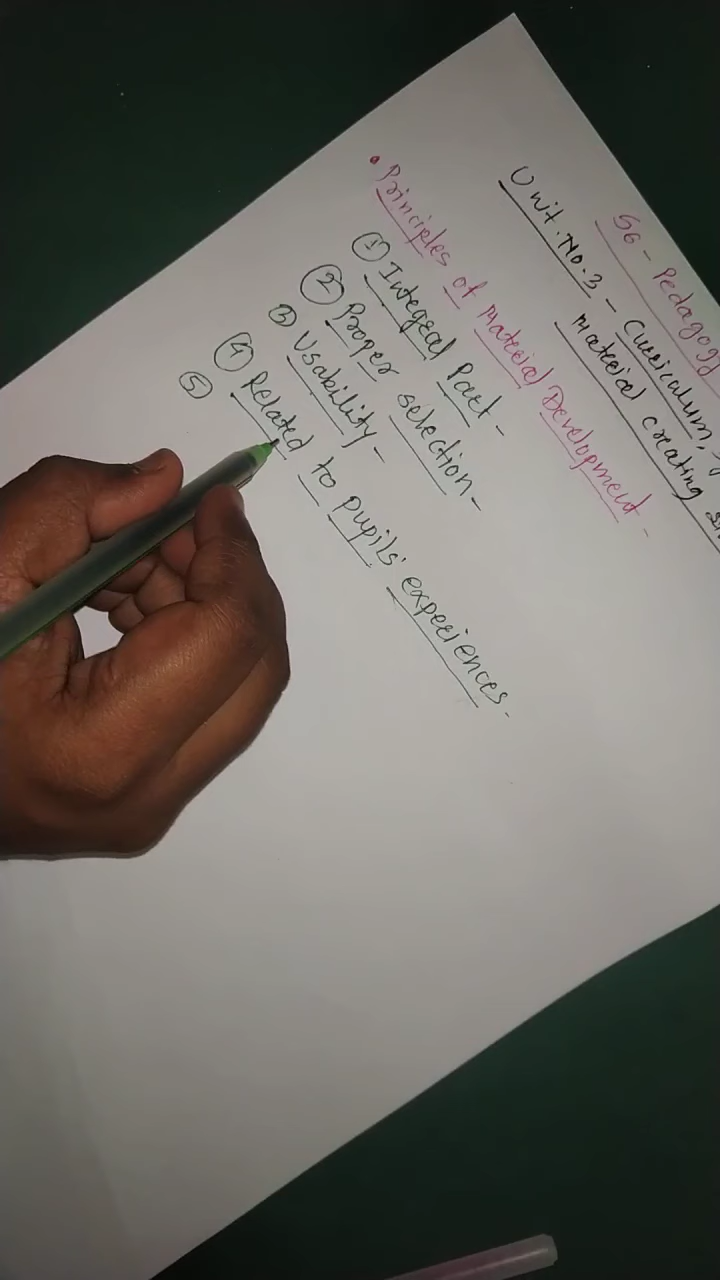 S6 - Pedagogy
Unit.No.3 - Curriculum,
Material creating
• Principles of Material Development -
① Integral Part -
② Proper selection -
③ Usability -
④ Related to pupils' experiences.
⑤